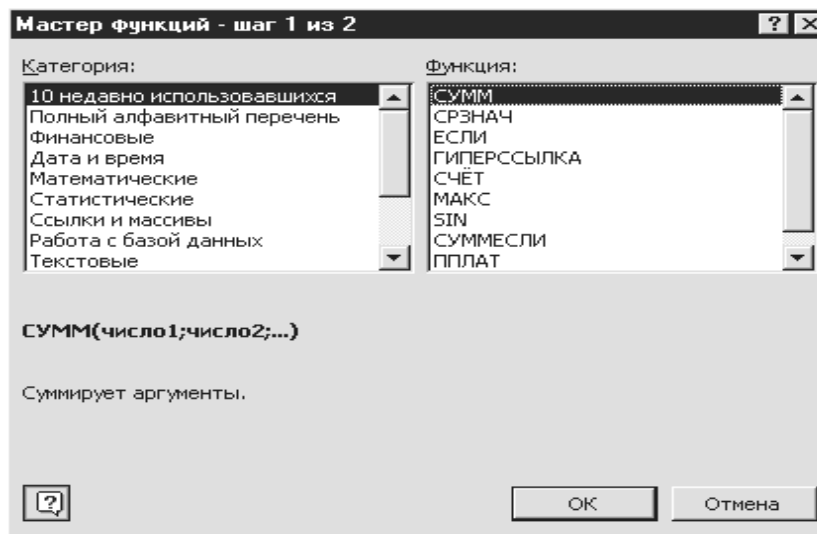 Мастер функций - шаг 1 из 2
Категория:
10 недавно использовавшихся
Полный алфавитный перечень
Финансовые
Дата и время
Математические
Статистические
Ссылки и массивы
Работа с базой данных
Текстовые
Функция:
СУММ
СРЗНАЧ
ЕСЛИ
ГИПЕРССЫЛКА
СЧЁТ
МАКС
SIN
СУММЕСЛИ
ППЛАТ
СУММ(число1;число2;...)
Суммирует аргументы.
ОК
Отмена